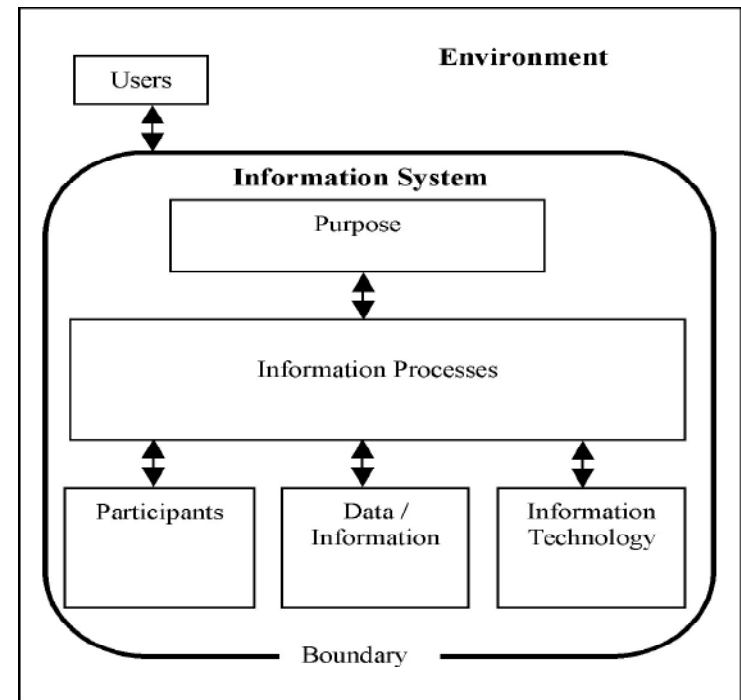 Environment
Users
Information System
Purpose
Information Processes
Participants
Data /
Information
Information
Technology
Boundary